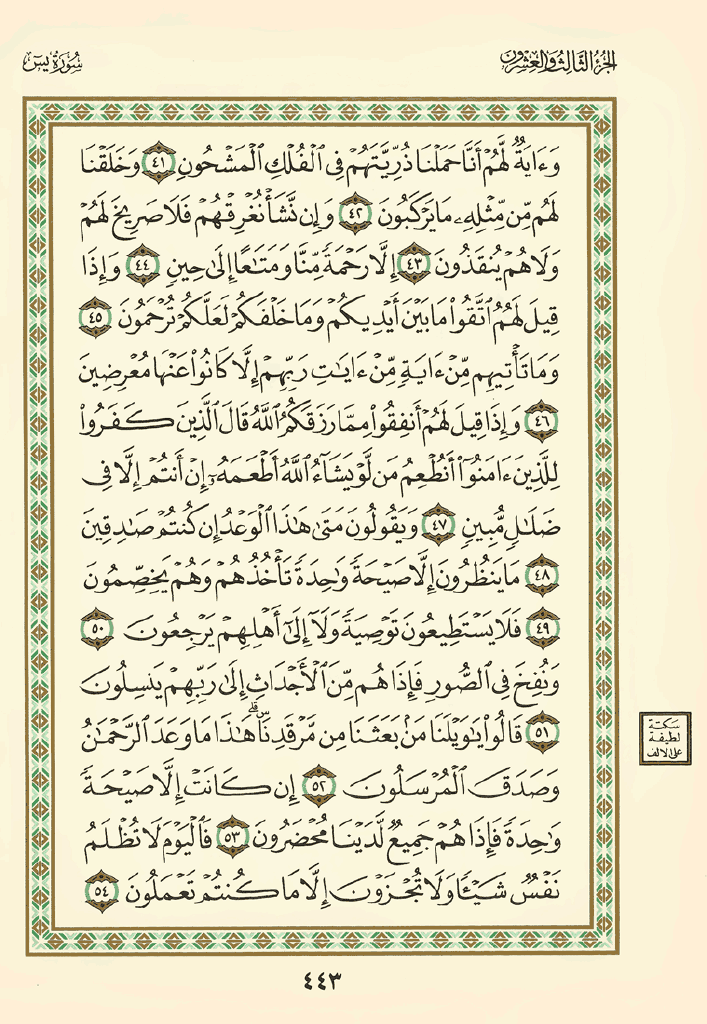 الجزء الثالث والعشرون
سورة يس
وَءَايَةٌ لَّهُمْ أَنَّا حَمَلْنَا ذُرِّيَّتَهُمْ فِى ٱلْفُلْكِ ٱلْمَشْحُونِ ٤١ وَخَلَقْنَا
لَهُم مِّن مِّثْلِهِۦ مَا يَرْكَبُونَ ٤٢ وَإِن نَّشَأْ نُغْرِقْهُمْ فَلَا صَرِيخَ لَهُمْ
وَلَا هُمْ يُنقَذُونَ ٤٣ إِلَّا رَحْمَةً مِّنَّا وَمَتَـٰعًا إِلَىٰ حِينٍ ٤٤ وَإِذَا
قِيلَ لَهُمُ ٱتَّقُوا۟ مَا بَيْنَ أَيْدِيكُمْ وَمَا خَلْفَكُمْ لَعَلَّكُمْ تُرْحَمُونَ ٤٥
وَمَا تَأْتِيهِم مِّنْ ءَايَةٍ مِّنْ ءَايَـٰتِ رَبِّهِمْ إِلَّا كَانُوا۟ عَنْهَا مُعْرِضِينَ
٤٦ وَإِذَا قِيلَ لَهُمْ أَنفِقُوا۟ مِمَّا رَزَقَكُمُ ٱللَّهُ قَالَ ٱلَّذِينَ كَفَرُوا۟
لِلَّذِينَ ءَامَنُوٓا۟ أَنُطْعِمُ مَن لَّوْ يَشَآءُ ٱللَّهُ أَطْعَمَهُۥٓ إِنْ أَنتُمْ إِلَّا فِى
ضَلَـٰلٍ مُّبِينٍ ٤٧ وَيَقُولُونَ مَتَىٰ هَـٰذَا ٱلْوَعْدُ إِن كُنتُمْ صَـٰدِقِينَ
٤٨ مَا يَنظُرُونَ إِلَّا صَيْحَةً وَٰحِدَةً تَأْخُذُهُمْ وَهُمْ يَخِصِّمُونَ
٤٩ فَلَا يَسْتَطِيعُونَ تَوْصِيَةً وَلَآ إِلَىٰٓ أَهْلِهِمْ يَرْجِعُونَ ٥٠
وَنُفِخَ فِى ٱلصُّورِ فَإِذَا هُم مِّنَ ٱلْأَجْدَاثِ إِلَىٰ رَبِّهِمْ يَنسِلُونَ
٥١ قَالُوا۟ يَـٰوَيْلَنَا مَنۢ بَعَثَنَا مِن مَّرْقَدِنَا ۜ ۗ هَـٰذَا مَا وَعَدَ ٱلرَّحْمَـٰنُ
وَصَدَقَ ٱلْمُرْسَلُونَ ٥٢ إِن كَانَتْ إِلَّا صَيْحَةً
وَٰحِدَةً فَإِذَا هُمْ جَمِيعٌ لَّدَيْنَا مُحْضَرُونَ ٥٣ فَٱلْيَوْمَ لَا تُظْلَمُ
نَفْسٌ شَيْـًٔا وَلَا تُجْزَوْنَ إِلَّا مَا كُنتُمْ تَعْمَلُونَ ٥٤
سكتة
لطيفة
على الالف
٤٤٣